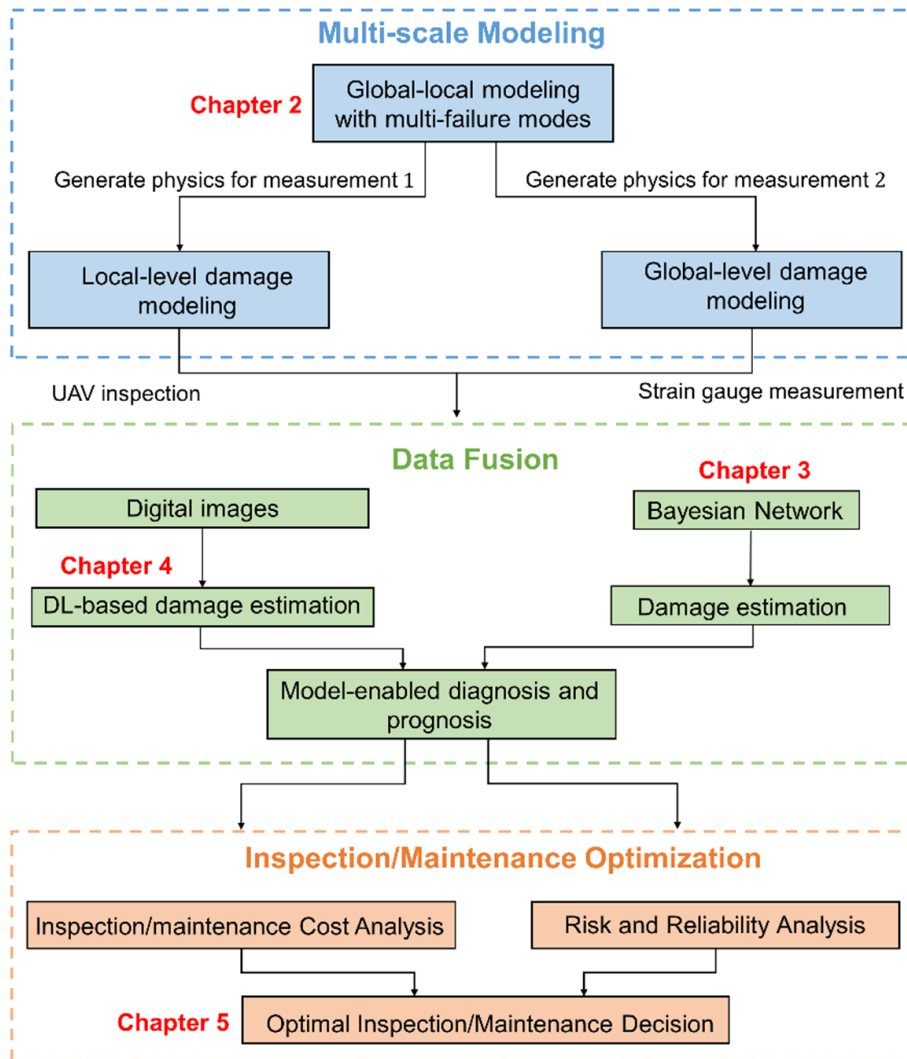 Multi-scale Modeling
Chapter 2
Global-local modeling
with multi-failure modes
Generate physics for measurement 1
Generate physics for measurement 2
Local-level damage
modeling
Global-level damage
modeling
UAV inspection
Strain gauge measurement
Data Fusion
Chapter 3
Digital images
Bayesian Network
Chapter 4
DL-based damage estimation
Damage estimation
Model-enabled diagnosis and
prognosis
Inspection/Maintenance Optimization
Inspection/maintenance Cost Analysis
Risk and Reliability Analysis
Chapter 5
Optimal Inspection/Maintenance Decision